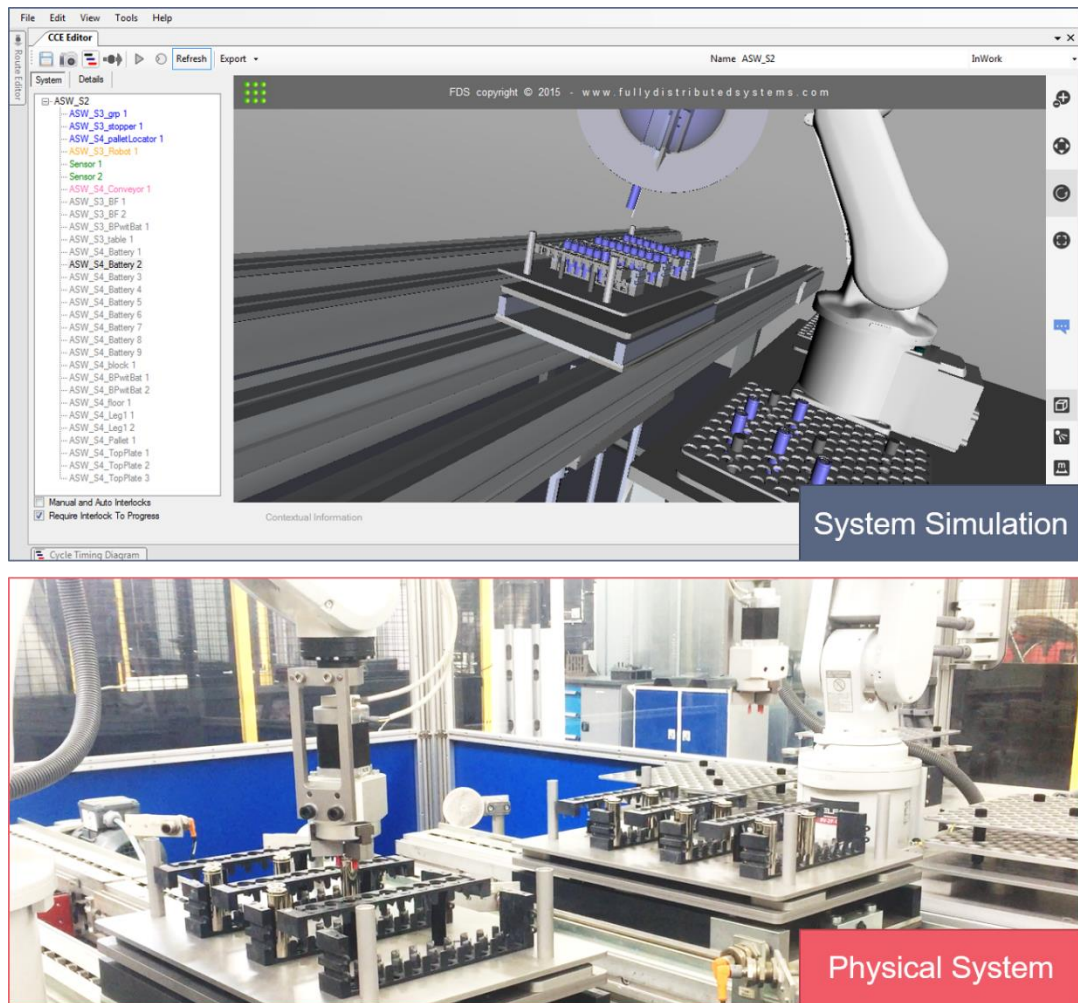 File Edit View Tools Help
CCE Editor
Route Editor
Refresh Export Name ASW_S2 InWork
System Details
FDS copyright © 2015 - www.fullydistributedsystems.com
ASW_S2
ASW_S3_grp 1
ASW_S3_stopper 1
ASW_S4_palletLocator 1
ASW_S3_Robot 1
Sensor 1
Sensor 2
ASW_S4_Conveyor 1
ASW_S3_BF 1
ASW_S3_BF 2
ASW_S3_BPwitBat 1
ASW_S3_table 1
ASW_S4_Battery 1
ASW_S4_Battery 2
ASW_S4_Battery 3
ASW_S4_Battery 4
ASW_S4_Battery 5
ASW_S4_Battery 6
ASW_S4_Battery 7
ASW_S4_Battery 8
ASW_S4_Battery 9
ASW_S4_block 1
ASW_S4_BPwitBat 1
ASW_S4_BPwitBat 2
ASW_S4_floor 1
ASW_S4_Leg1 1
ASW_S4_Leg1 2
ASW_S4_Pallet 1
ASW_S4_TopPlate 1
ASW_S4_TopPlate 2
ASW_S4_TopPlate 3
Manual and Auto Interlocks
Require Interlock To Progress
Contextual Information
Cycle Timing Diagram
System Simulation
Physical System